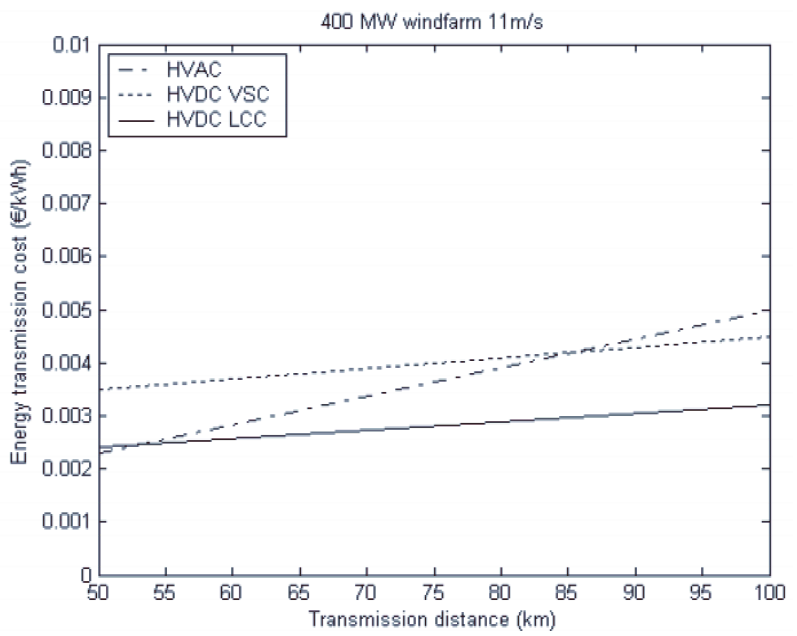 400 MW windfarm 11m/s
HVAC
HVDC VSC
HVDC LCC
Energy transmission cost (€/kWh)
0.01
0.009
0.008
0.007
0.006
0.005
0.004
0.003
0.002
0.001
0
50 55 60 65 70 75 80 85 90 95 100
Transmission distance (km)